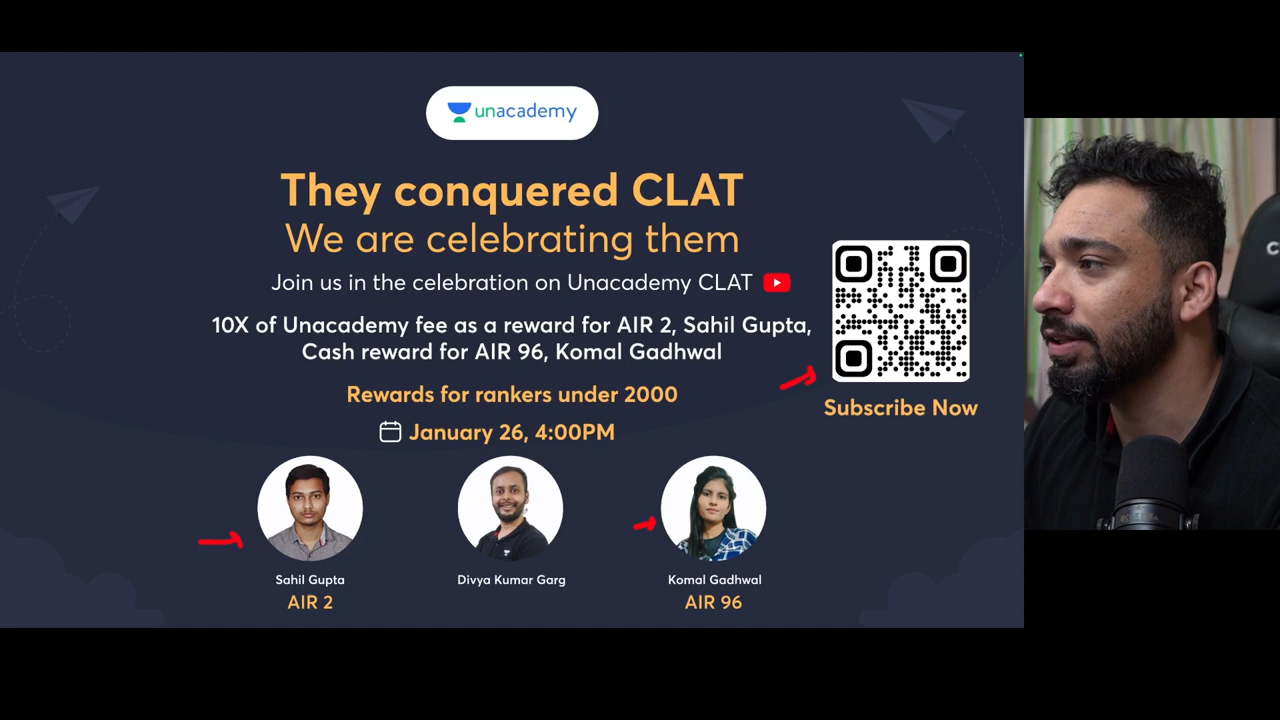 unacademy
They conquered CLAT
We are celebrating them
Join us in the celebration on Unacademy CLAT
10X of Unacademy fee as a reward for AIR 2, Sahil Gupta,
Cash reward for AIR 96, Komal Gadhwal
Rewards for rankers under 2000
January 26, 4:00PM
Subscribe Now
Sahil Gupta
AIR 2
Divya Kumar Garg
Komal Gadhwal
AIR 96